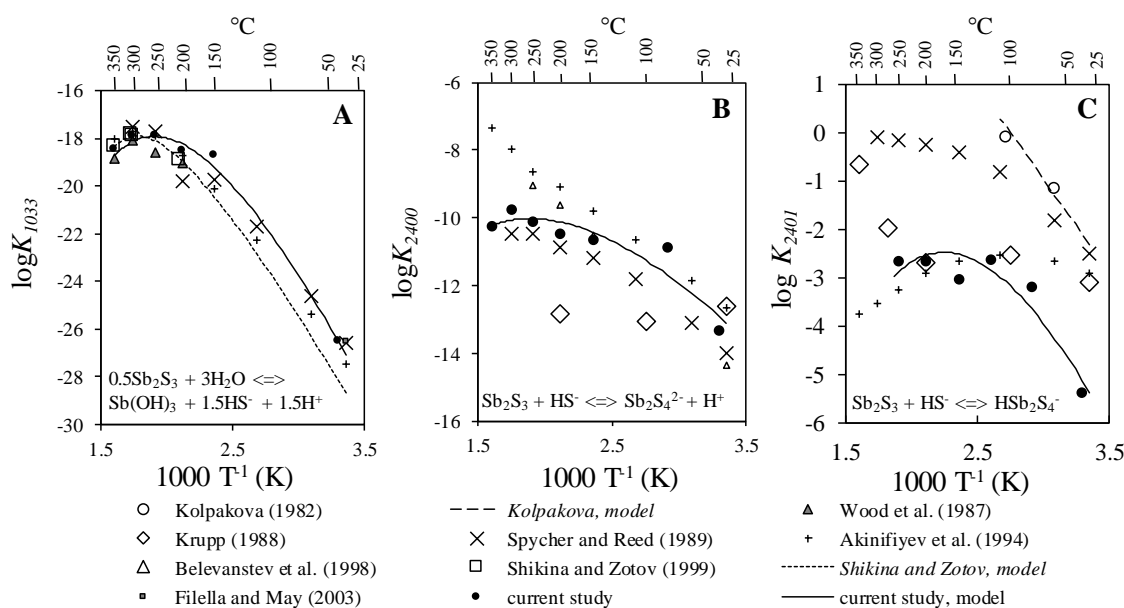 °C °C °C
350 300 250 200 150 100 50 25
350 300 250 200 150 100 50 25
350 300 250 200 150 100 50 25
A
-16
-18
-20
-22
-24
-26
-28
-30
logK1033
0.5Sb2S3 + 3H2O <=>
Sb(OH)3 + 1.5HS- + 1.5H+
1.5 2.5 3.5
1000 T-1 (K)
B
-6
-8
-10
-12
-14
-16
logK2400
Sb2S3 + HS- <=> Sb2S42- + H+
1.5 2.5 3.5
1000 T-1 (K)
C
1
0
-1
-2
-3
-4
-5
-6
log K2401
Sb2S3 + HS- <=> HSb2S4-
1.5 2.5 3.5
1000 T-1 (K)
Kolpakova (1982) Kolpakova, model Wood et al. (1987)
Krupp (1988) Spycher and Reed (1989) Akinifiyev et al. (1994)
Belevanstev et al. (1998) Shikina and Zotov (1999) Shikina and Zotov, model
Filella and May (2003) current study current study, model